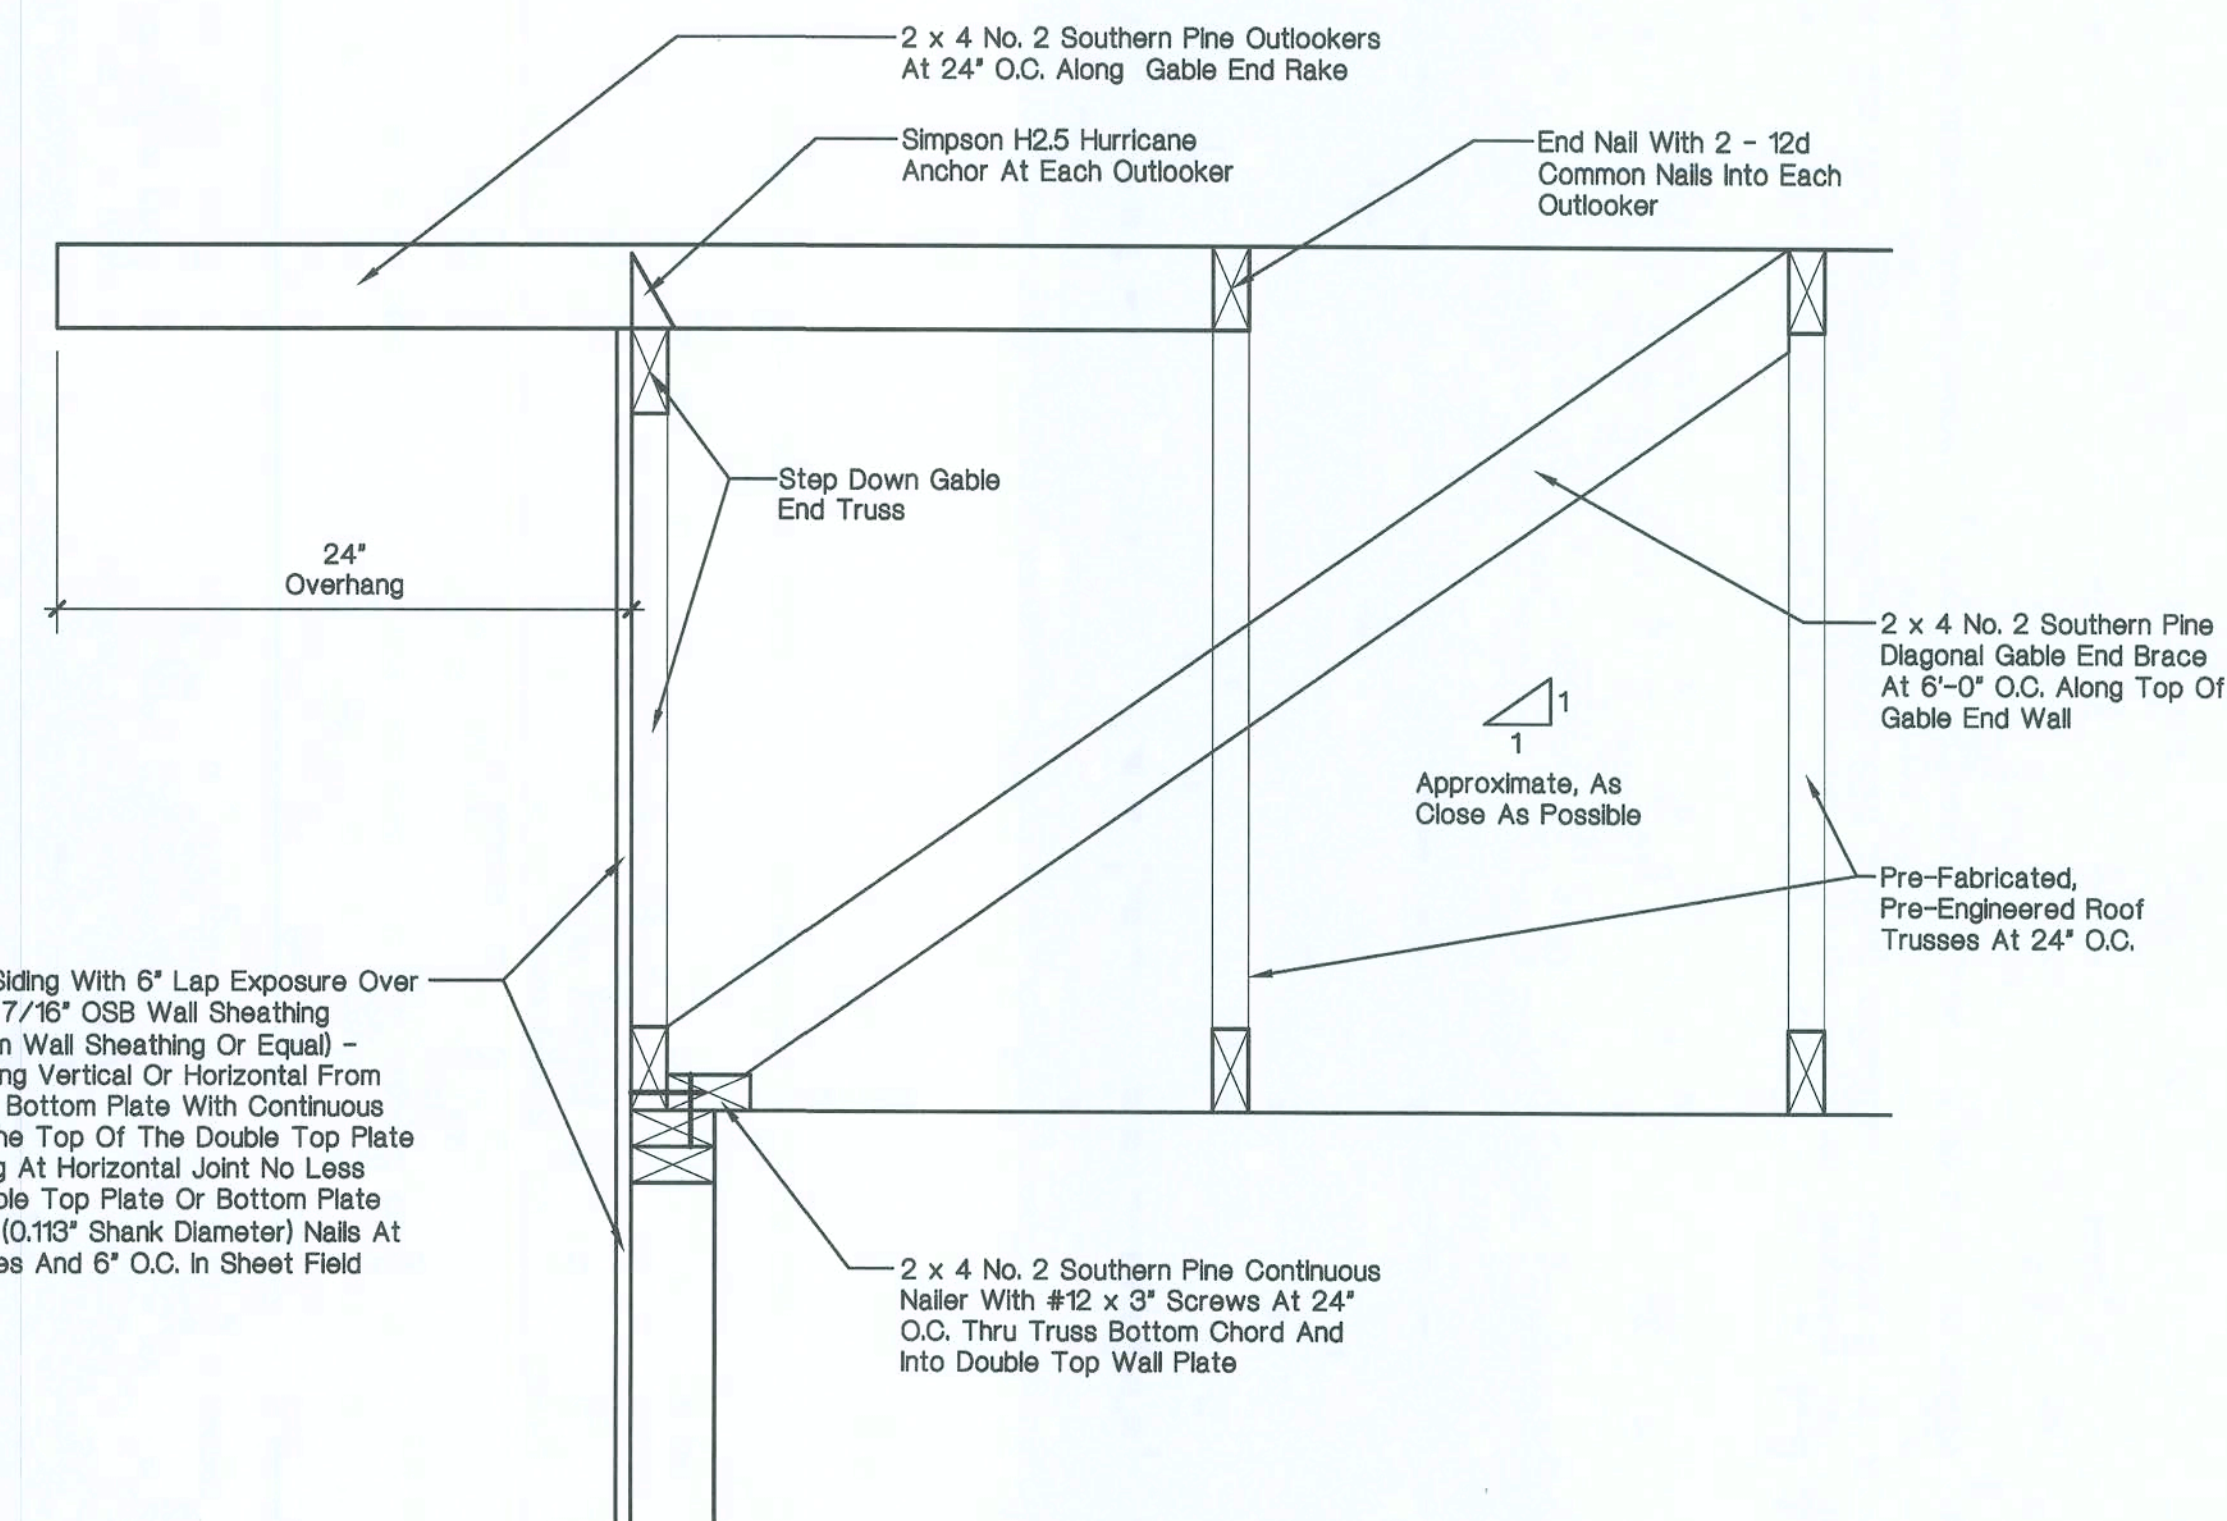 2 x 4 No. 2 Southern Pine Outlookers
At 24" O.C. Along Gable End Rake
Simpson H2.5 Hurricane
Anchor At Each Outlooker
End Nail With 2 - 12d
Common Nails Into Each
Outlooker
Step Down Gable
End Truss
24"
Overhang
2 x 4 No. 2 Southern Pine
Diagonal Gable End Brace
At 6'-0" O.C. Along Top Of
Gable End Wall
1
1
Approximate, As
Close As Possible
Pre-Fabricated,
Pre-Engineered Roof
Trusses At 24" O.C.
Siding With 6" Lap Exposure Over
7/16" OSB Wall Sheathing
Wall Sheathing Or Equal) -
Vertical Or Horizontal From
Bottom Plate With Continuous
Top Of The Double Top Plate
At Horizontal Joint No Less
Top Plate Or Bottom Plate
(0.113" Shank Diameter) Nails At
And 6" O.C. In Sheet Field
2 x 4 No. 2 Southern Pine Continuous
Nailer With #12 x 3" Screws At 24"
O.C. Thru Truss Bottom Chord And
Into Double Top Wall Plate